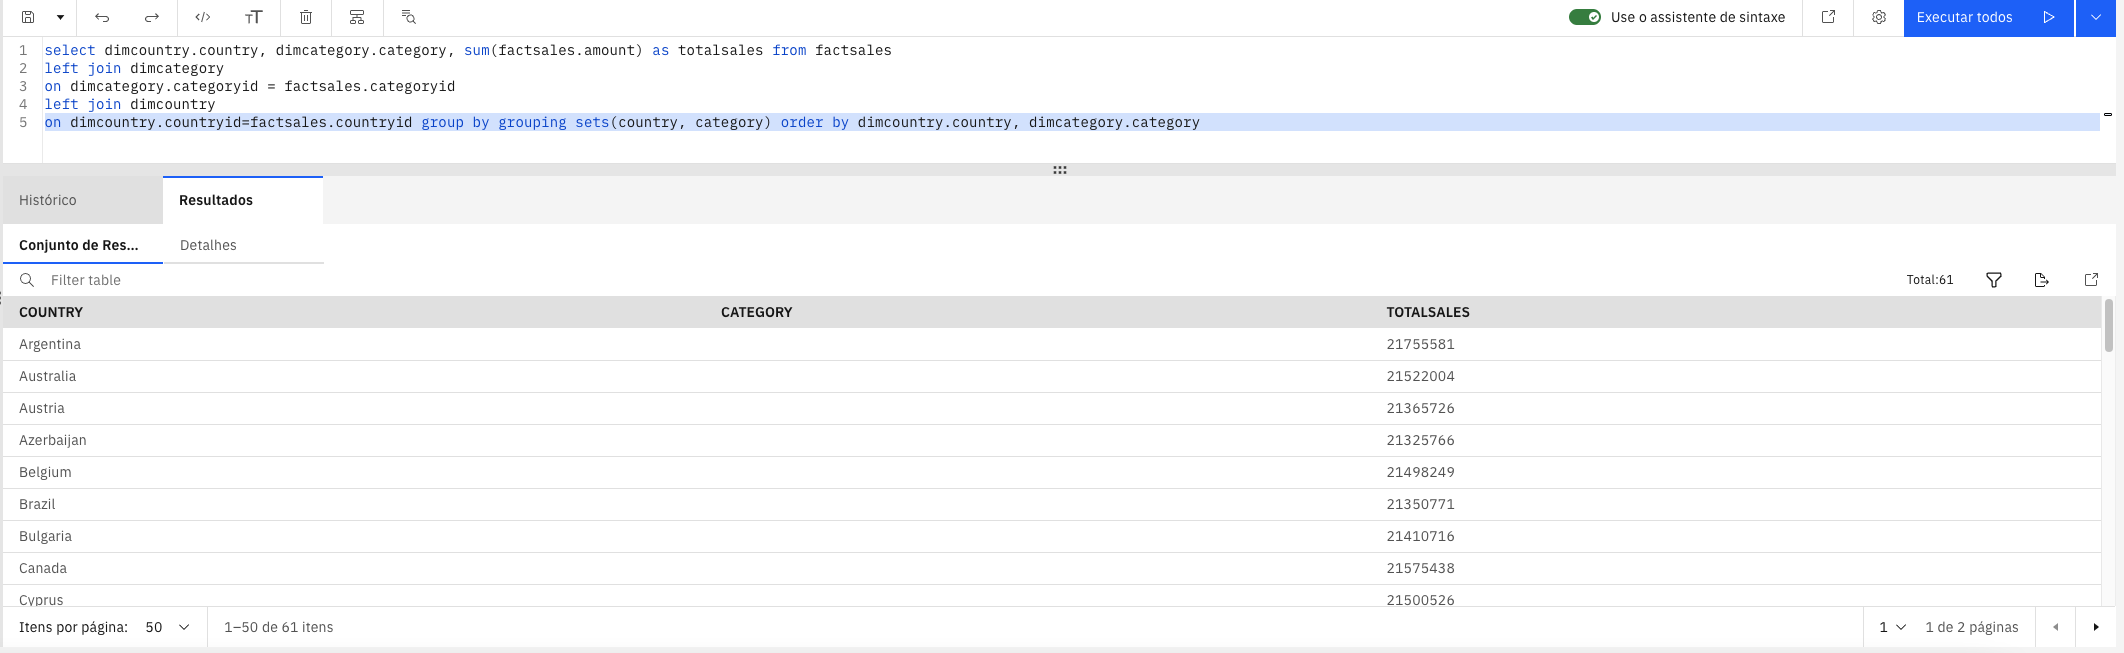 </> TT Use o assistente de sintaxe Executar todos
1 select dimcountry.country, dimcategory.category, sum(factsales.amount) as totalsales from factsales
2 left join dimcategory
3 on dimcategory.categoryid = factsales.categoryid
4 left join dimcountry
5 on dimcountry.countryid=factsales.countryid group by grouping sets(country, category) order by dimcountry.country, dimcategory.category
Histórico Resultados
Conjunto de Res... Detalhes
Filter table Total:61
COUNTRY CATEGORY TOTALSALES
Argentina 21755581
Australia 21522004
Austria 21365726
Azerbaijan 21325766
Belgium 21498249
Brazil 21350771
Bulgaria 21410716
Canada 21575438
Cyprus 21500526
Itens por página: 50 1–50 de 61 itens 1 1 de 2 páginas